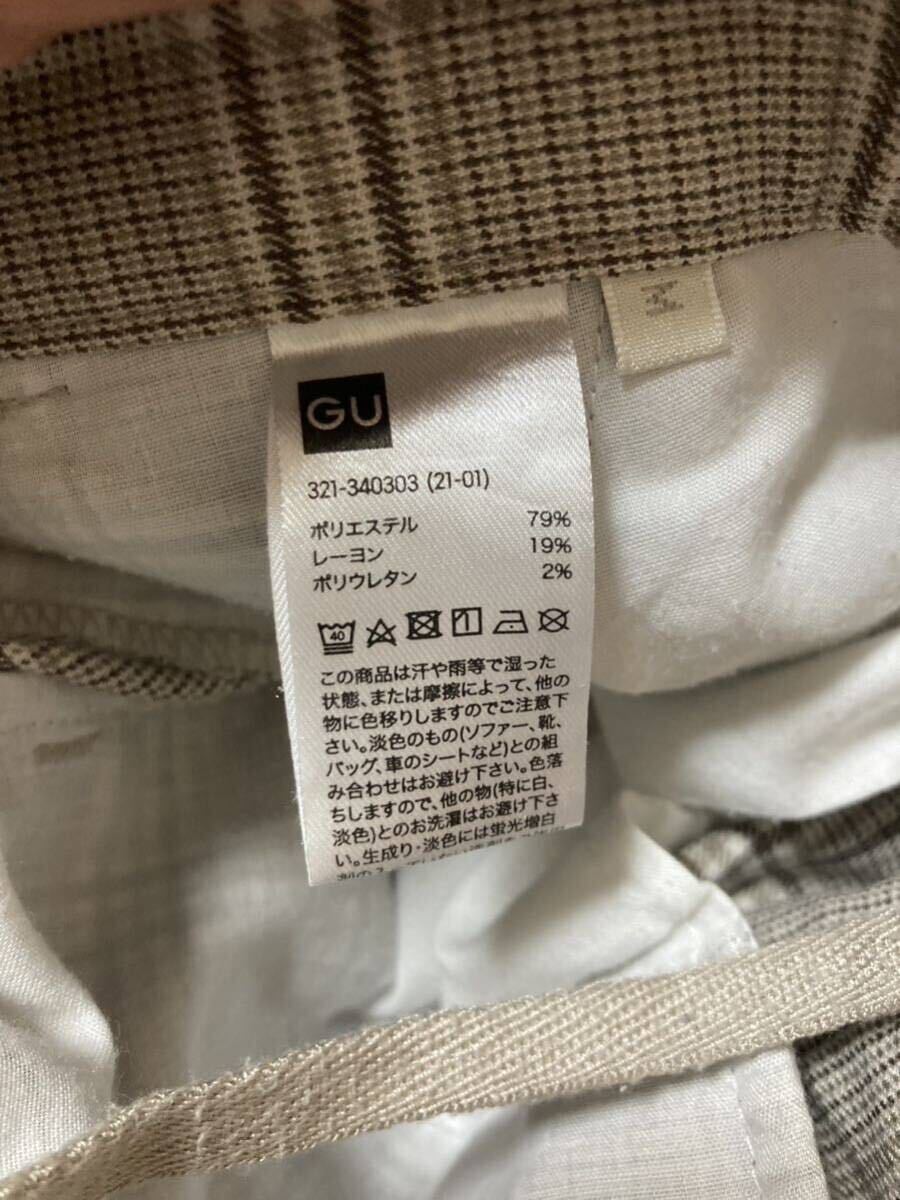 GU
321-340303 (21-01)
ポリエステル 79%
レーヨン 19%
ポリウレタン 2%
40
この商品は汗や雨等で湿った
状態、または摩擦によって、他の
物に色移りしますのでご注意下
さい。淡色のもの(ソファー、靴、
バッグ、車のシートなど)との組
み合わせはお避け下さい。色落
ちしますので、他の物(特に白、
淡色)とのお洗濯はお避け下さ
い。生成り・淡色には蛍光増白